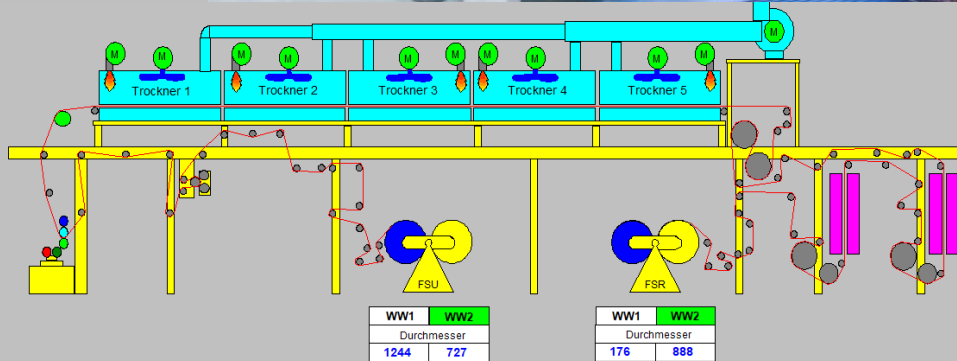 M M M M M M M M M M M
Trockner 1 Trockner 2 Trockner 3 Trockner 4 Trockner 5
FSU FSR
WW1 WW2 WW1 WW2
Durchmesser Durchmesser
1244 727 176 888